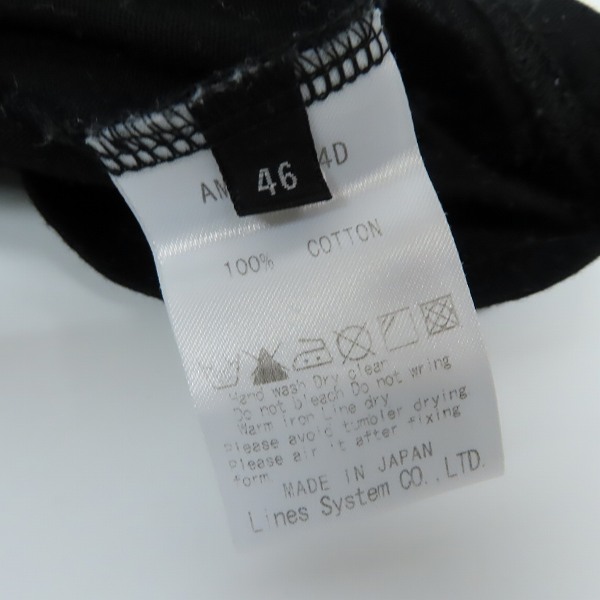 46
AM 4D
100% COTTON
Hand wash Dry clean
Do not bleach Do not wring
Warm iron Line dry
Please avoid tumbler drying
Please air it after fixing
form
MADE IN JAPAN
Lines System CO.,LTD.